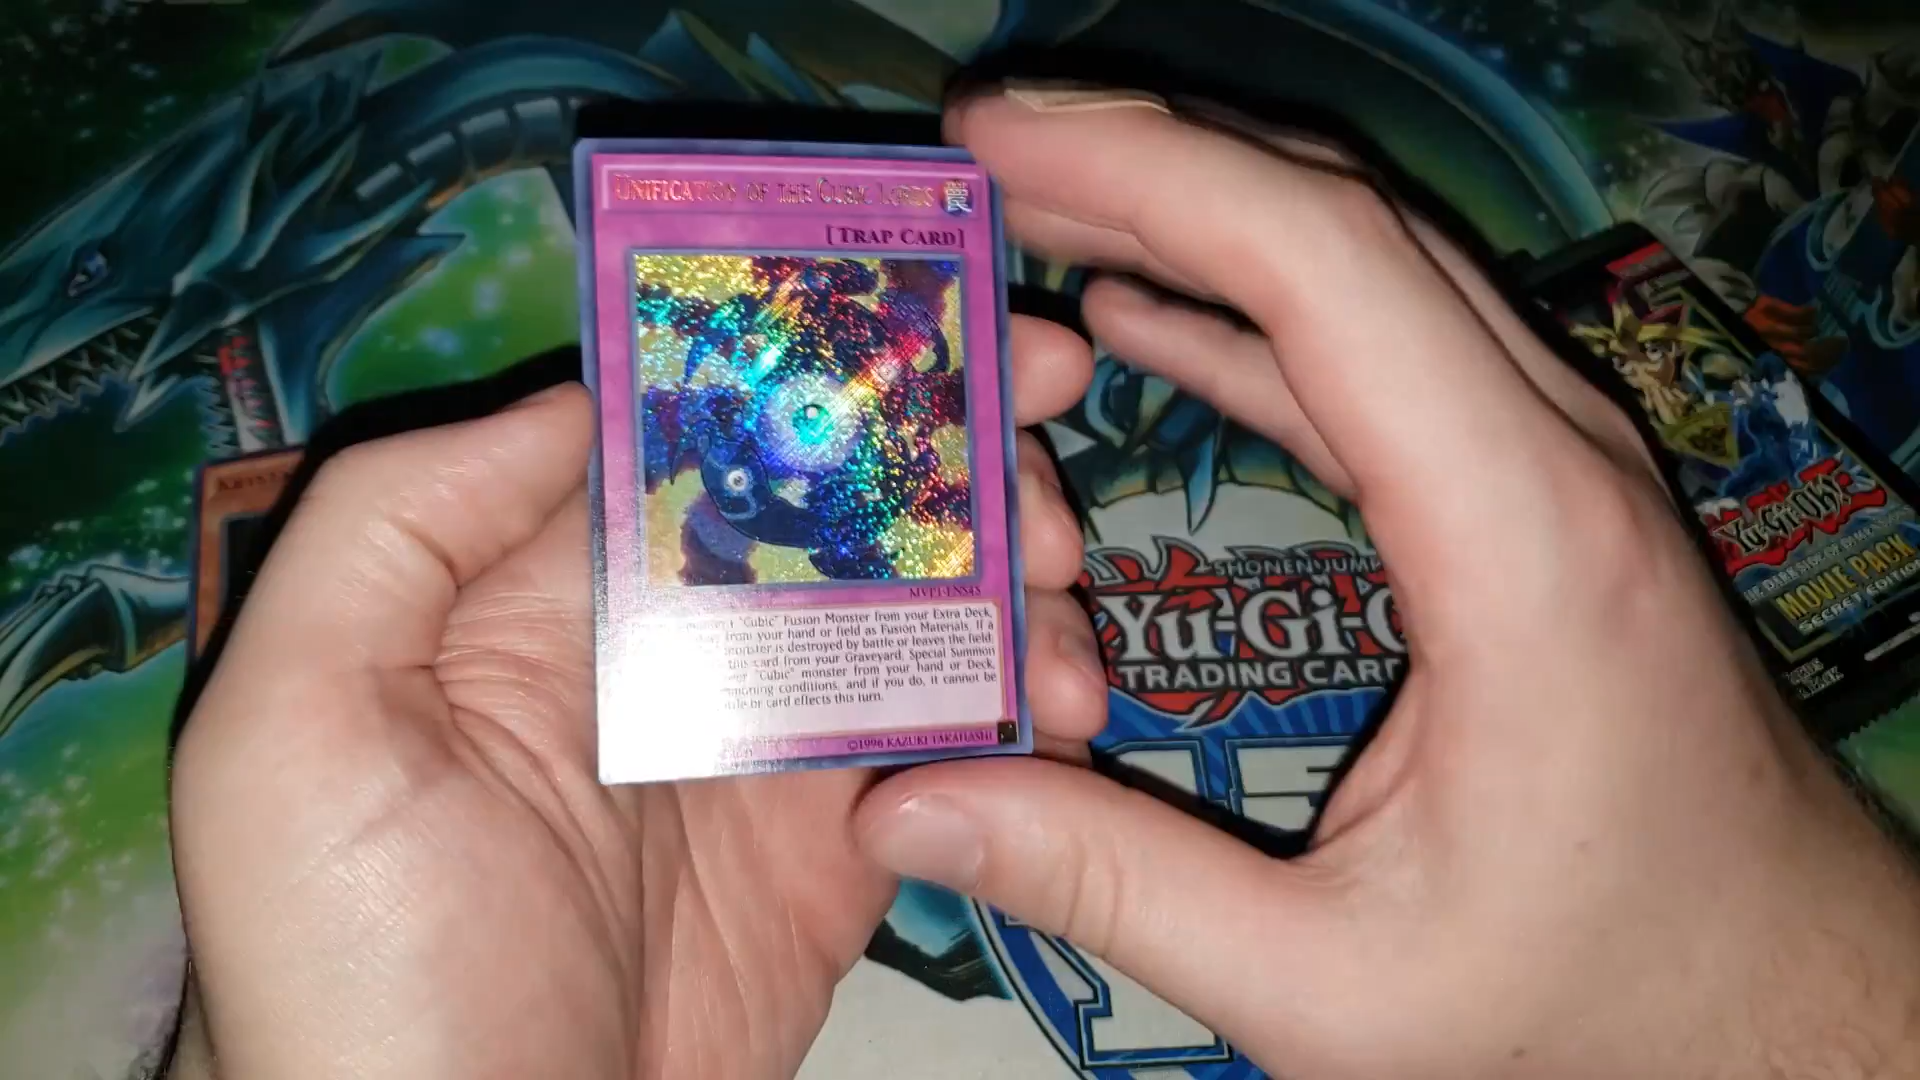 UNIFICATION OF THE CUBIC LORDS
[TRAP CARD]
MVP1-ENS45
"Cubic" Fusion Monster from your Extra Deck,
from your hand or field as Fusion Materials. If a
monster is destroyed by battle or leaves the field:
this card from your Graveyard, Special Summon
"Cubic" monster from your hand or Deck,
conditions, and if you do, it cannot be
or card effects this turn.
©1996 KAZUKI TAKAHASHI
SHONEN JUMP
Yu-Gi-O
TRADING CAR
Yu-Gi-Oh!
THE DARK SIDE OF DIMENSIONS
MOVIE PACK
SECRET EDITION